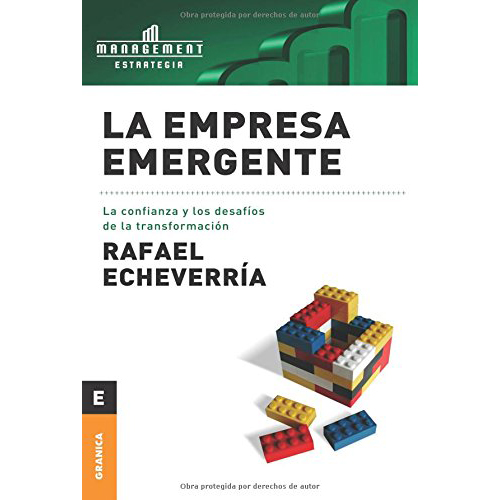 Obra protegida por derechos de autor
MANAGEMENT
ESTRATEGIA
LA EMPRESA
EMERGENTE
La confianza y los desafíos
de la transformación
RAFAEL
ECHEVERRÍA
E
GRANICA
Obra protegida por derechos de autor